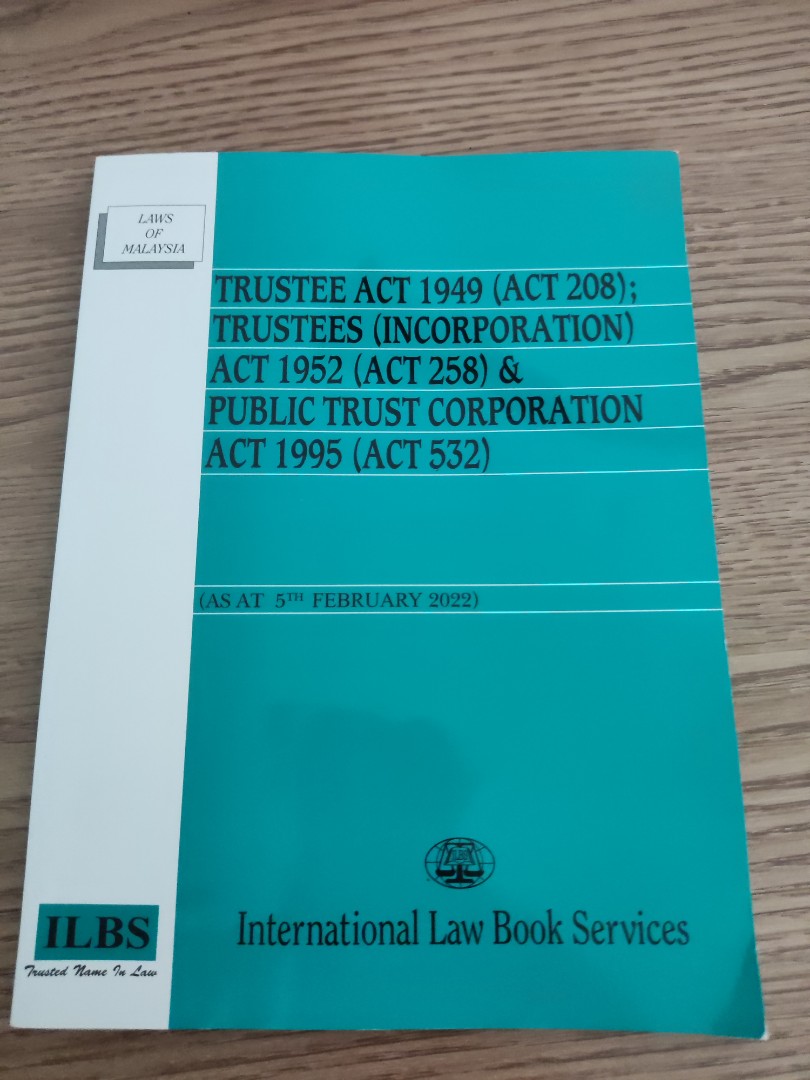 LAWS
OF
MALAYSIA
TRUSTEE ACT 1949 (ACT 208);
TRUSTEES (INCORPORATION)
ACT 1952 (ACT 258) &
PUBLIC TRUST CORPORATION
ACT 1995 (ACT 532)
(AS AT 5TH FEBRUARY 2022)
International Law Book Services
ILBS
Trusted Name In Law